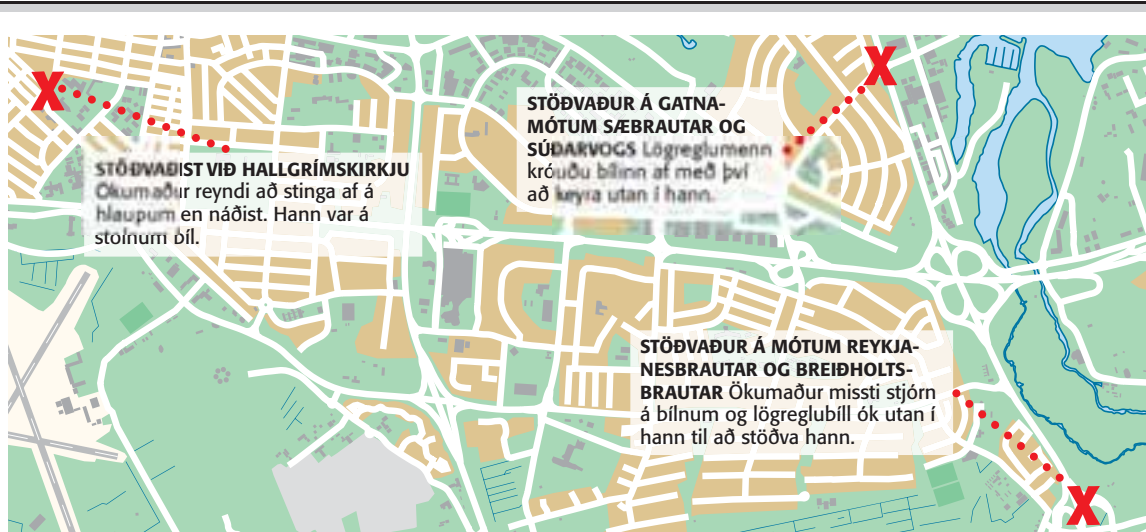 STÖÐVAÐIST VIÐ HALLGRÍMSKIRKJU
Ökumaður reyndi að stinga af á
hlaupum en náðist. Hann var á
stolnum bíl.
STÖÐVAÐUR Á GATNA-
MÓTUM SÆBRAUTAR OG
SÚÐARVOGS Lögreglumenn
króuðu bílinn af með því
að keyra utan í hann.
STÖÐVAÐUR Á MÓTUM REYKJA-
NESBRAUTAR OG BREIÐHOLTS-
BRAUTAR Ökumaður missti stjórn
á bílnum og lögreglubíll ók utan í
hann til að stöðva hann.